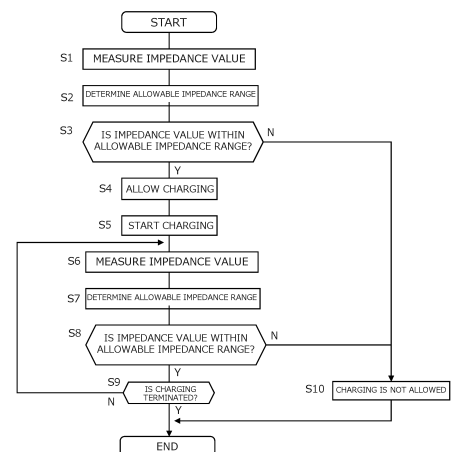 START
S1 MEASURE IMPEDANCE VALUE
S2 DETERMINE ALLOWABLE IMPEDANCE RANGE
S3 IS IMPEDANCE VALUE WITHIN
ALLOWABLE IMPEDANCE RANGE?
N
Y
S4 ALLOW CHARGING
S5 START CHARGING
S6 MEASURE IMPEDANCE VALUE
S7 DETERMINE ALLOWABLE IMPEDANCE RANGE
S8 IS IMPEDANCE VALUE WITHIN
ALLOWABLE IMPEDANCE RANGE?
N
Y
S9 IS CHARGING
TERMINATED?
N
Y
S10 CHARGING IS NOT ALLOWED
END